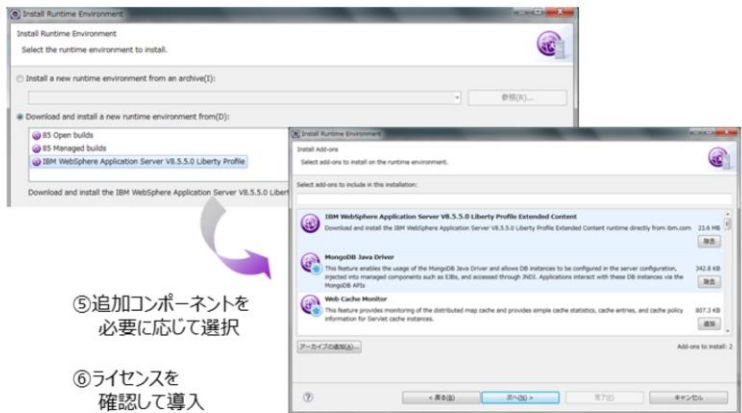 Install Runtime Environment
Install Runtime Environment
Select the runtime environment to install.
Install a new runtime environment from an archive(I):
参照(R)...
Download and install a new runtime environment from(D):
85 Open builds
85 Managed builds
IBM WebSphere Application Server V8.5.5.0 Liberty Profile
Download and install the IBM WebSphere Application Server V8.5.5.0 Libert
Install Runtime Environment
Install Add-ons
Select add-ons to install on the runtime environment.
Select add-ons to include in this installation:
IBM WebSphere Application Server V8.5.5.0 Liberty Profile Extended Content
Download and install the IBM WebSphere Application Server V8.5.5.0 Liberty Profile Extended Content runtime directly from ibm.com
23.6 MB
除去
MongoDB Java Driver
This feature enables the usage of the MongoDB Java Driver and allows DB instances to be configured in the server configuration,
injected into managed components such as EJBs, and accessed through JNDI. Applications interact with these DB instances via the
MongoDB APIs
342.8 KB
除去
Web Cache Monitor
This feature provides monitoring of the distributed map cache and provides simple cache statistics, cache entries, and cache policy
information for Servlet cache instances.
807.3 KB
追加
アーカイブの追加(A)...
Add-ons to install: 2
< 戻る(B)
次へ(N) >
完了(F)
キャンセル
⑤追加コンポーネントを
必要に応じて選択
⑥ライセンスを
確認して導入